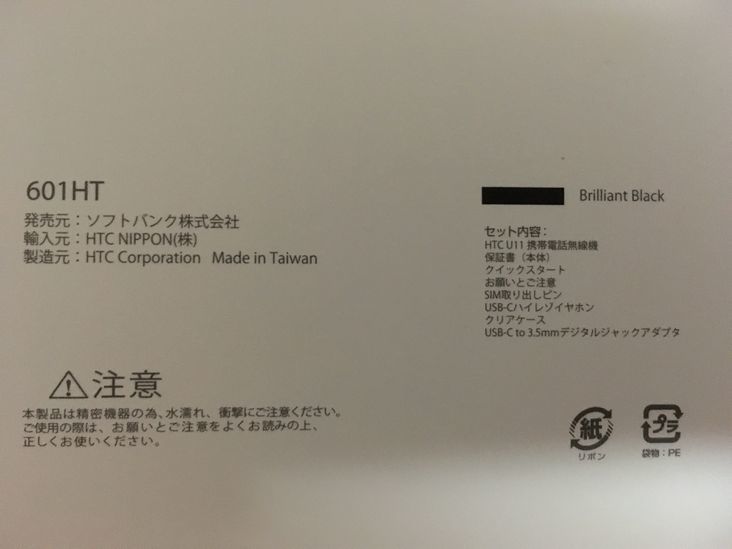 601HT
発売元：ソフトバンク株式会社
輸入元：HTC NIPPON(株)
製造元：HTC Corporation Made in Taiwan
Brilliant Black
セット内容：
HTC U11 携帯電話無線機
保証書（本体）
クイックスタート
お願いとご注意
SIM取り出しピン
USB-Cハイレゾイヤホン
クリアケース
USB-C to 3.5mmデジタルジャックアダプタ
注意
本製品は精密機器の為、水濡れ、衝撃にご注意ください。
ご使用の際は、お願いとご注意をよくお読みの上、
正しくお使いください。
紙
リボン
プラ
袋物：PE